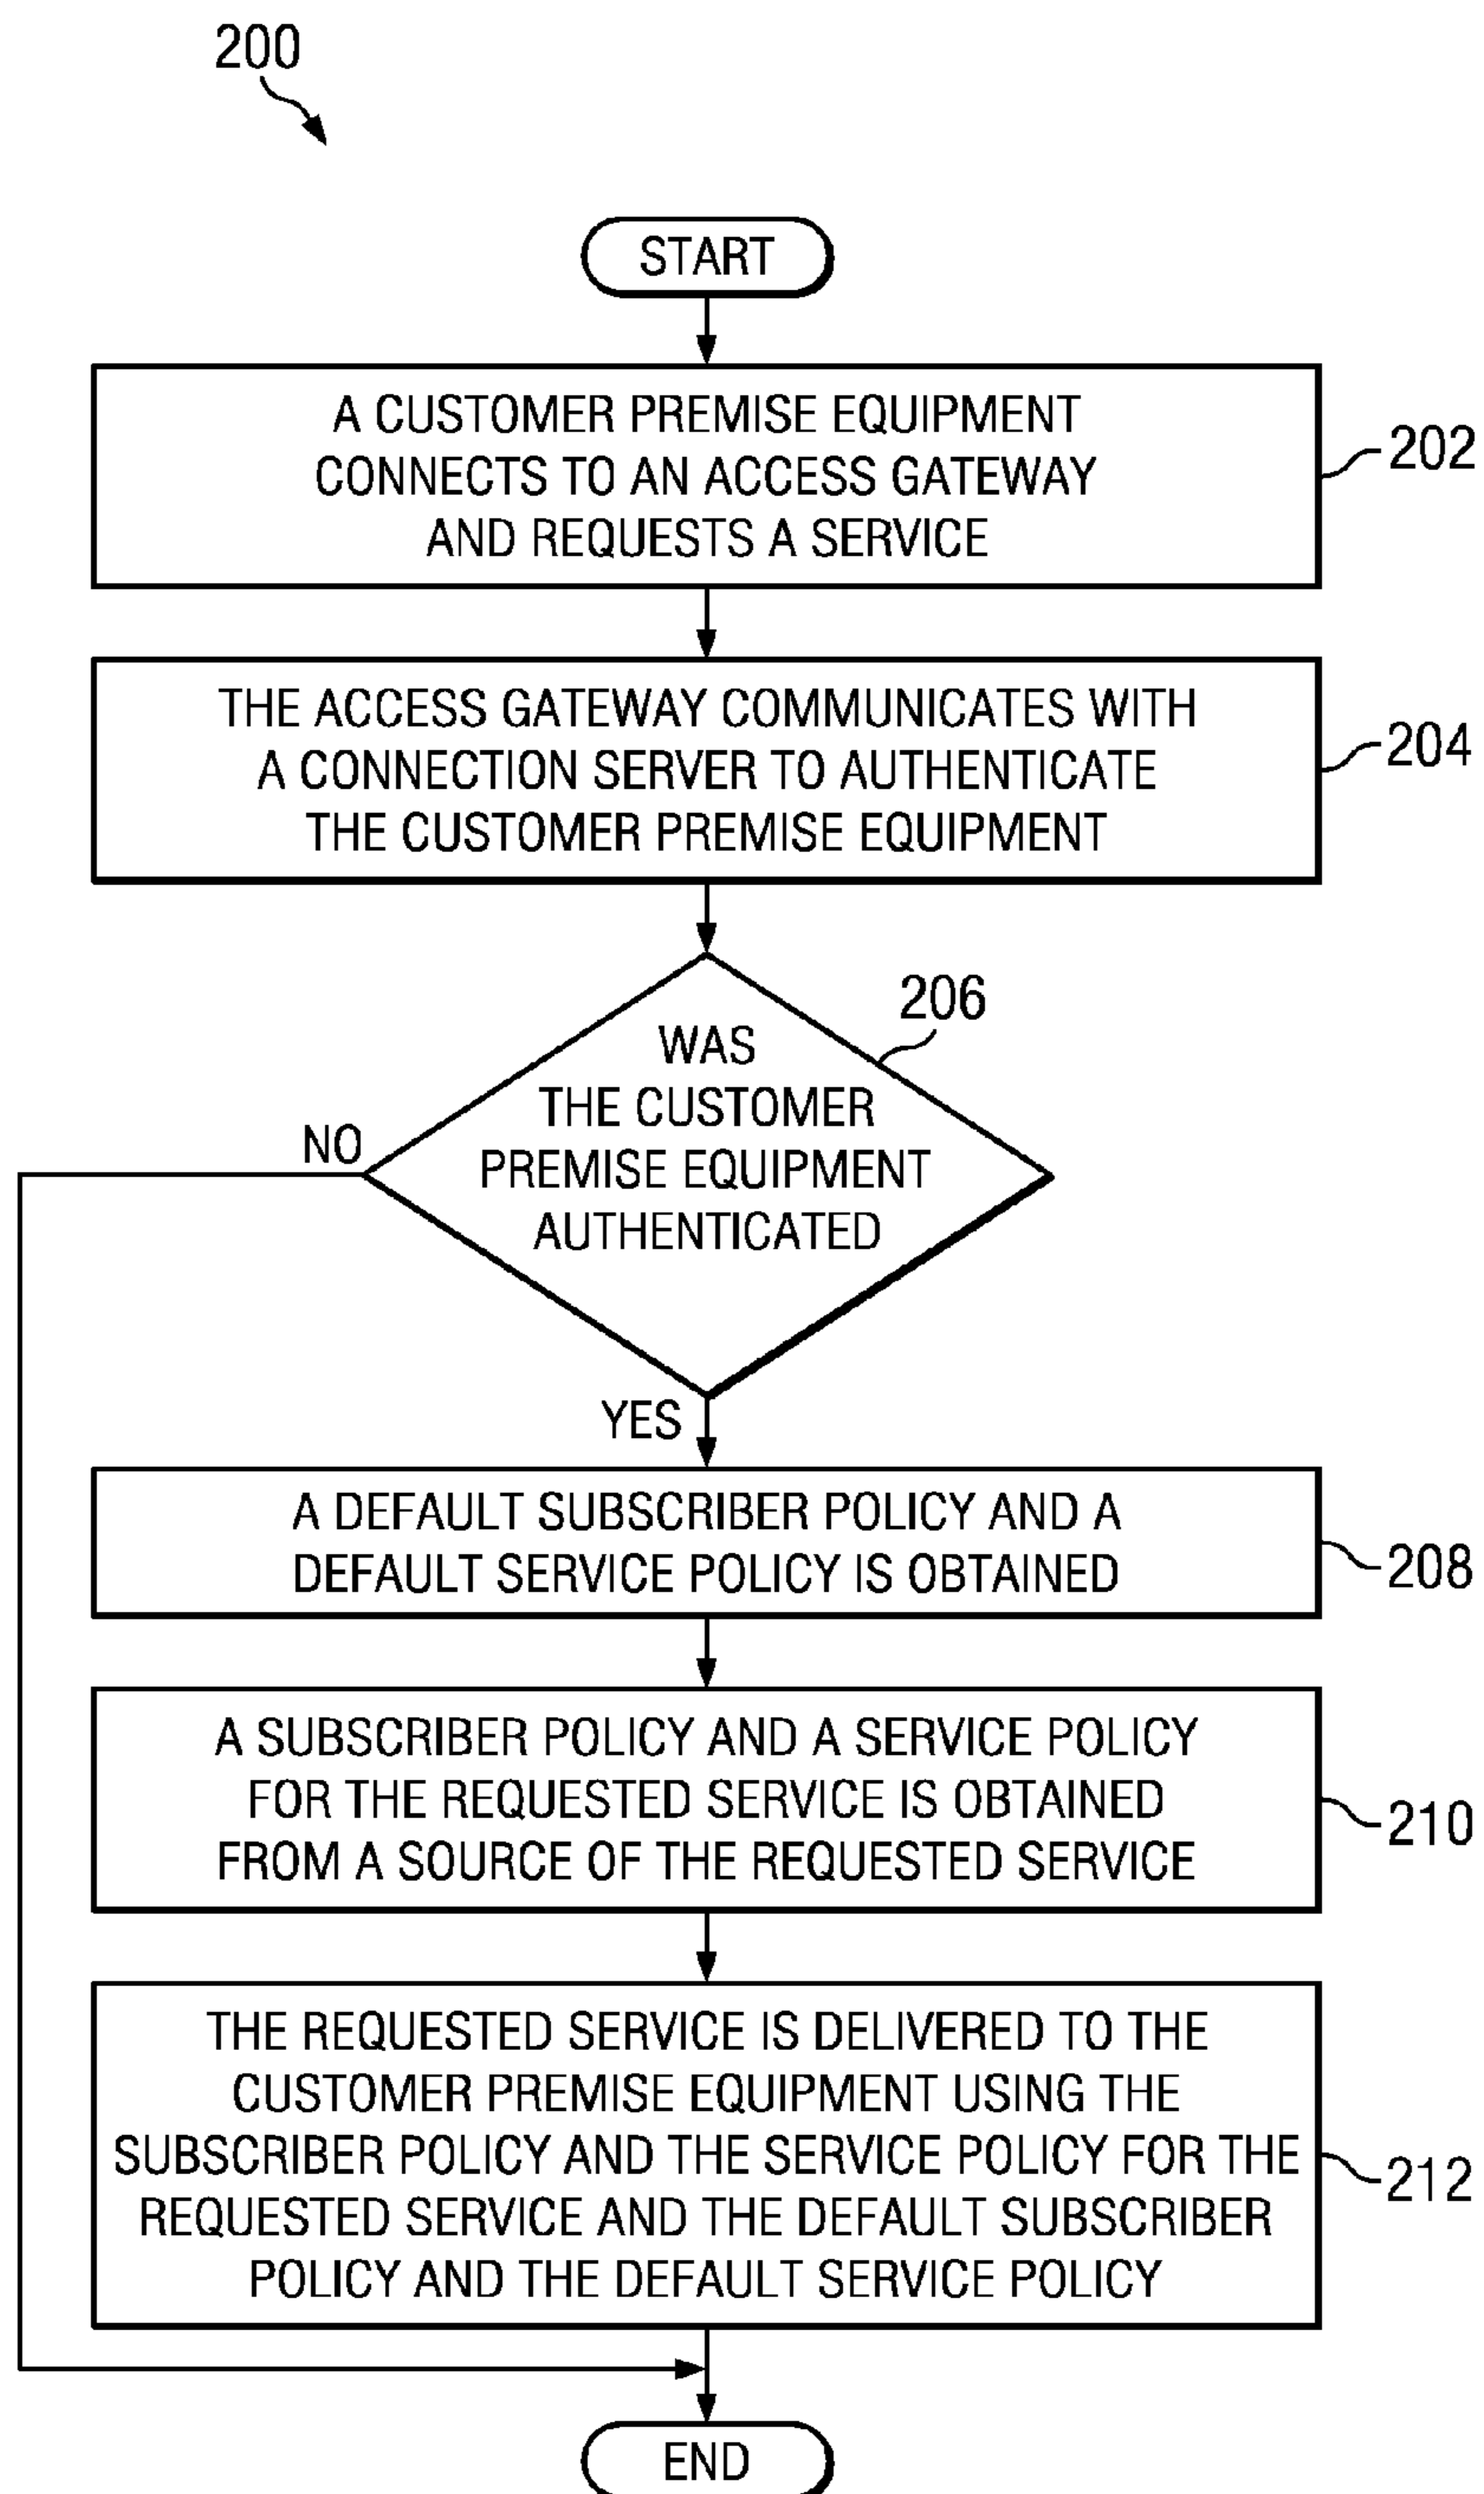 200
START
A CUSTOMER PREMISE EQUIPMENT
CONNECTS TO AN ACCESS GATEWAY
AND REQUESTS A SERVICE
202
THE ACCESS GATEWAY COMMUNICATES WITH
A CONNECTION SERVER TO AUTHENTICATE
THE CUSTOMER PREMISE EQUIPMENT
204
206
WAS
THE CUSTOMER
PREMISE EQUIPMENT
AUTHENTICATED
NO
YES
A DEFAULT SUBSCRIBER POLICY AND A
DEFAULT SERVICE POLICY IS OBTAINED
208
A SUBSCRIBER POLICY AND A SERVICE POLICY
FOR THE REQUESTED SERVICE IS OBTAINED
FROM A SOURCE OF THE REQUESTED SERVICE
210
THE REQUESTED SERVICE IS DELIVERED TO THE
CUSTOMER PREMISE EQUIPMENT USING THE
SUBSCRIBER POLICY AND THE SERVICE POLICY FOR THE
REQUESTED SERVICE AND THE DEFAULT SUBSCRIBER
POLICY AND THE DEFAULT SERVICE POLICY
212
END